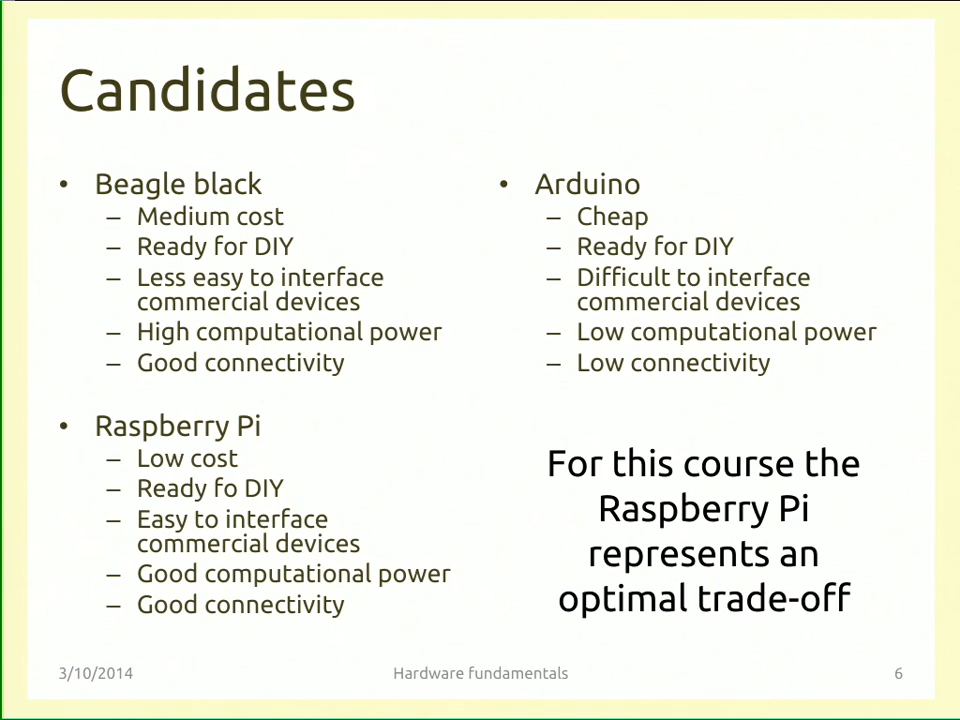 Candidates
• Beagle black
– Medium cost
– Ready for DIY
– Less easy to interface
commercial devices
– High computational power
– Good connectivity
• Raspberry Pi
– Low cost
– Ready fo DIY
– Easy to interface
commercial devices
– Good computational power
– Good connectivity
• Arduino
– Cheap
– Ready for DIY
– Difficult to interface
commercial devices
– Low computational power
– Low connectivity
For this course the
Raspberry Pi
represents an
optimal trade-off
3/10/2014
Hardware fundamentals
6